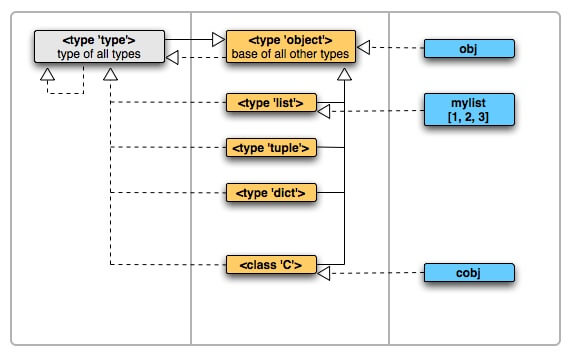 <type 'type'>
type of all types
<type 'object'>
base of all other types
obj
<type 'list'>
mylist
[1, 2, 3]
<type 'tuple'>
<type 'dict'>
<class 'C'>
cobj